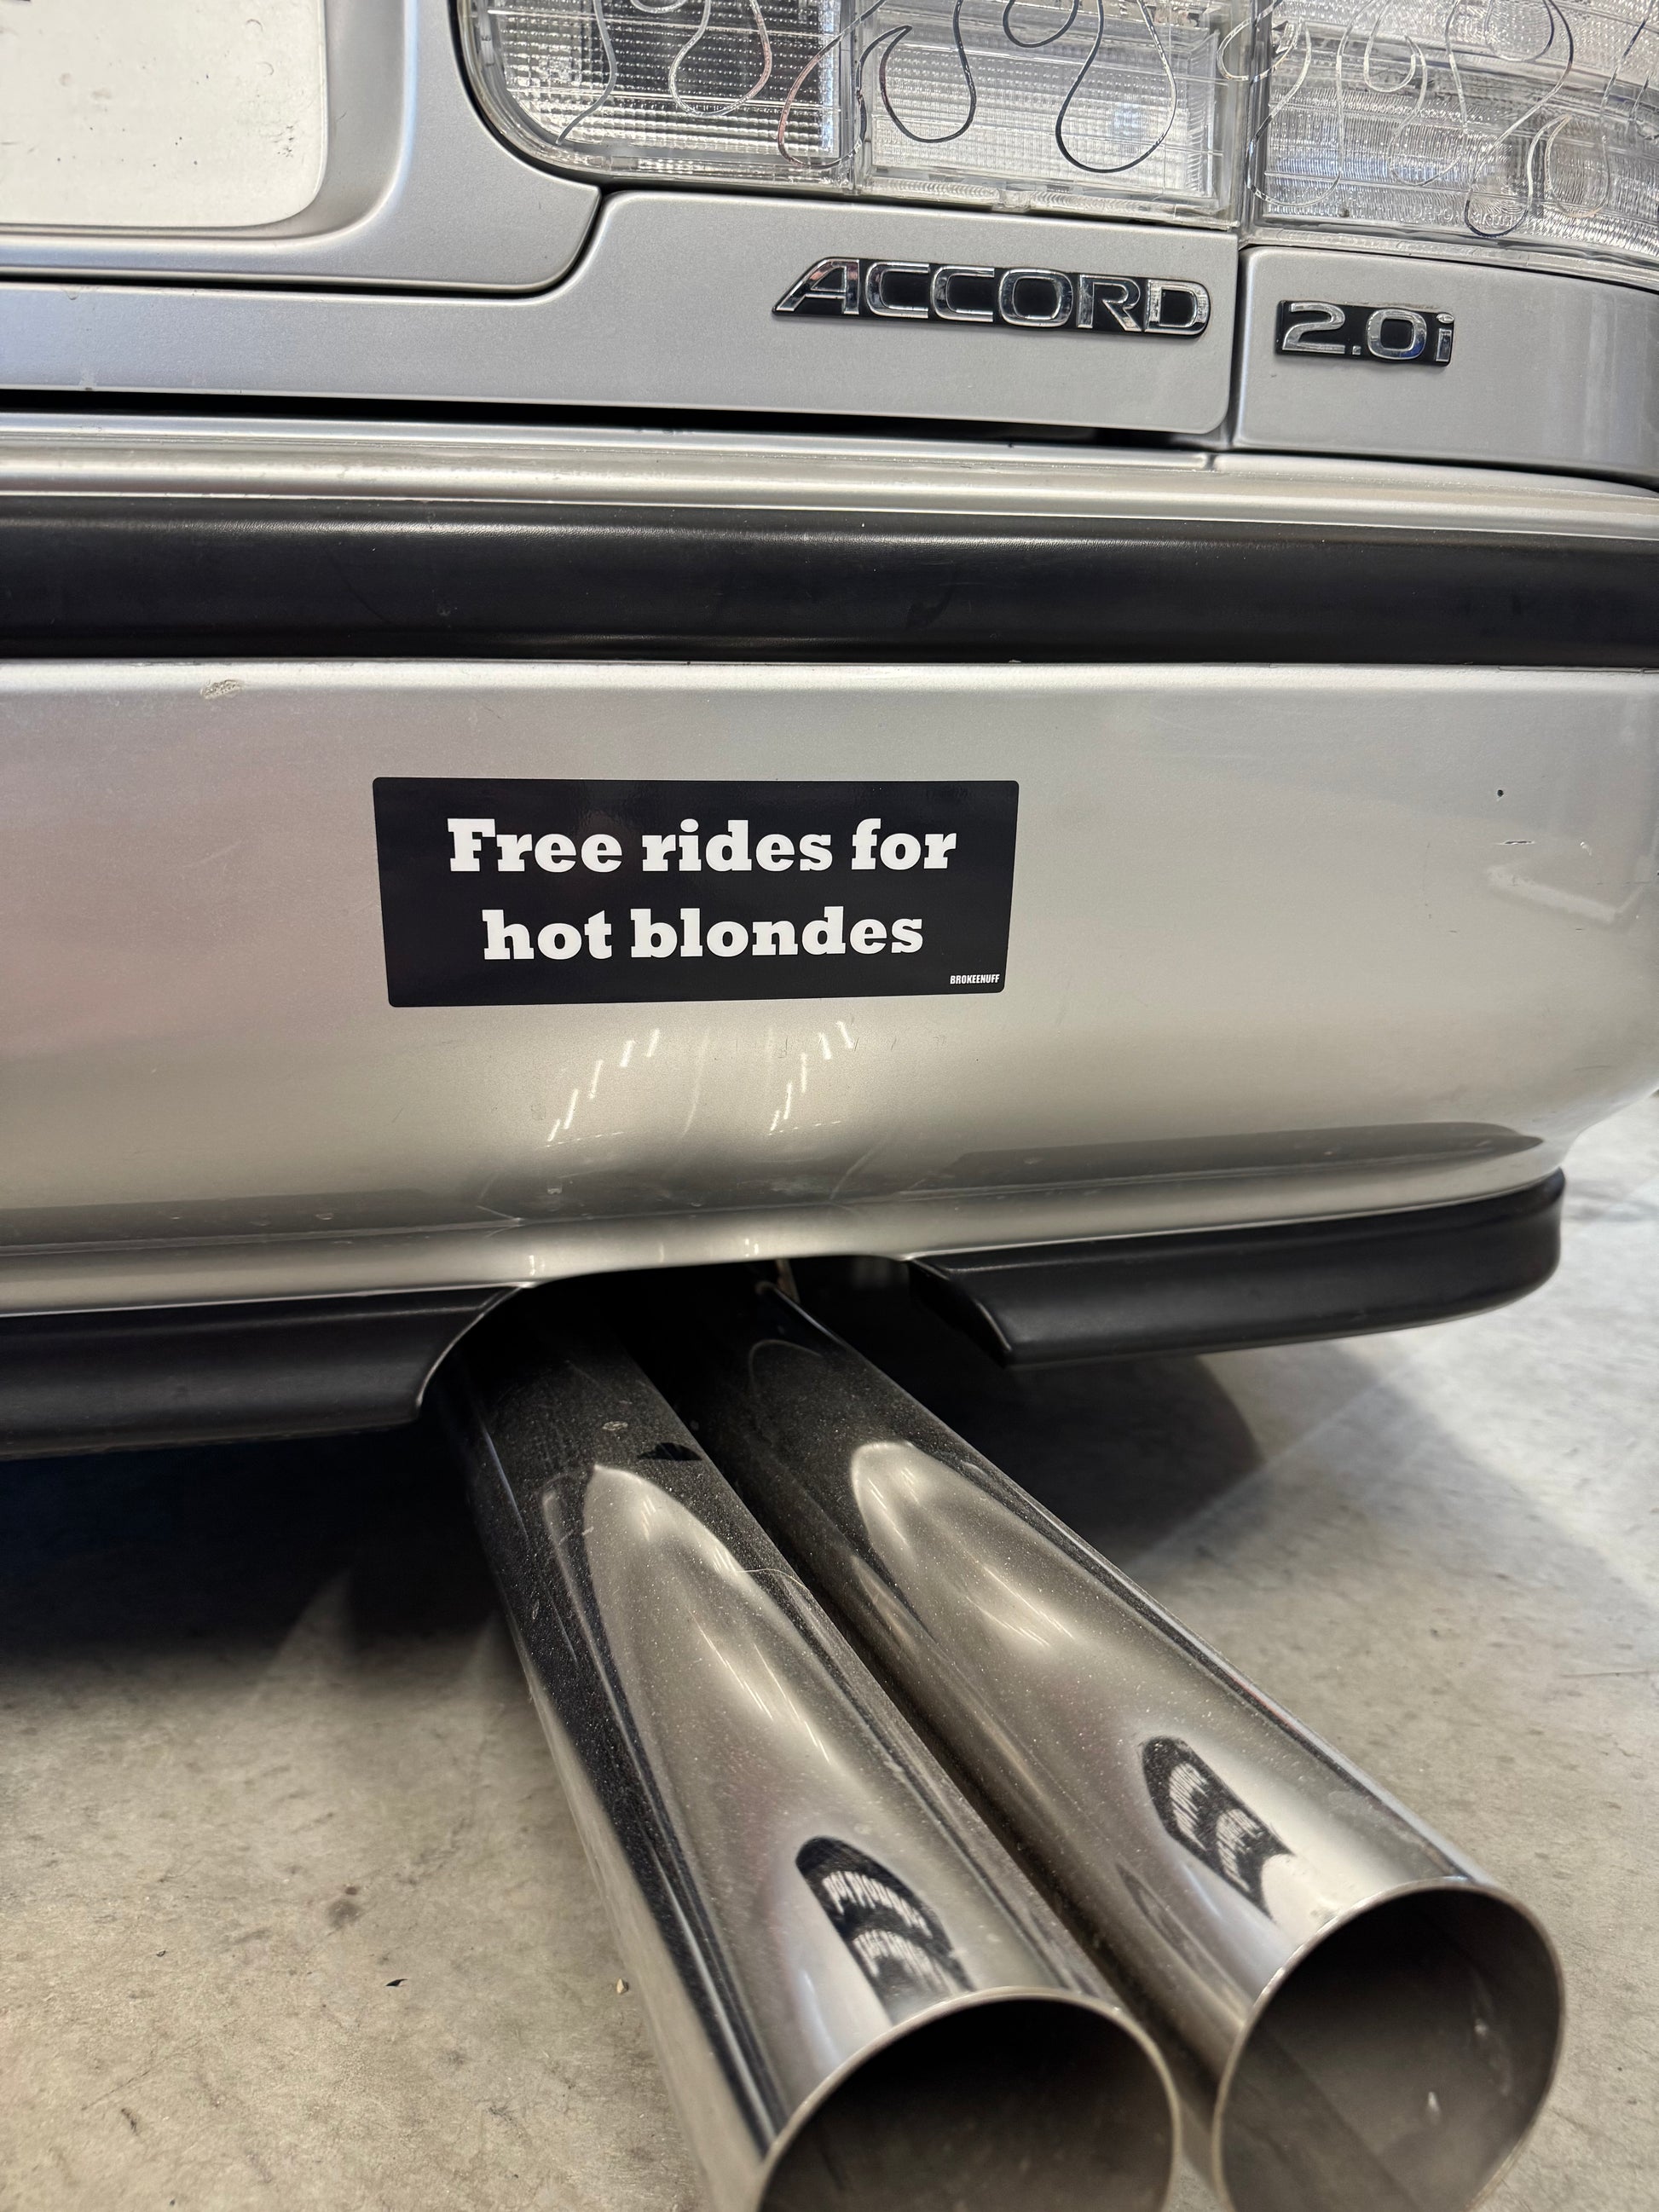 ACCORD
2.0i
Free rides for
hot blondes
BROKEENUFF